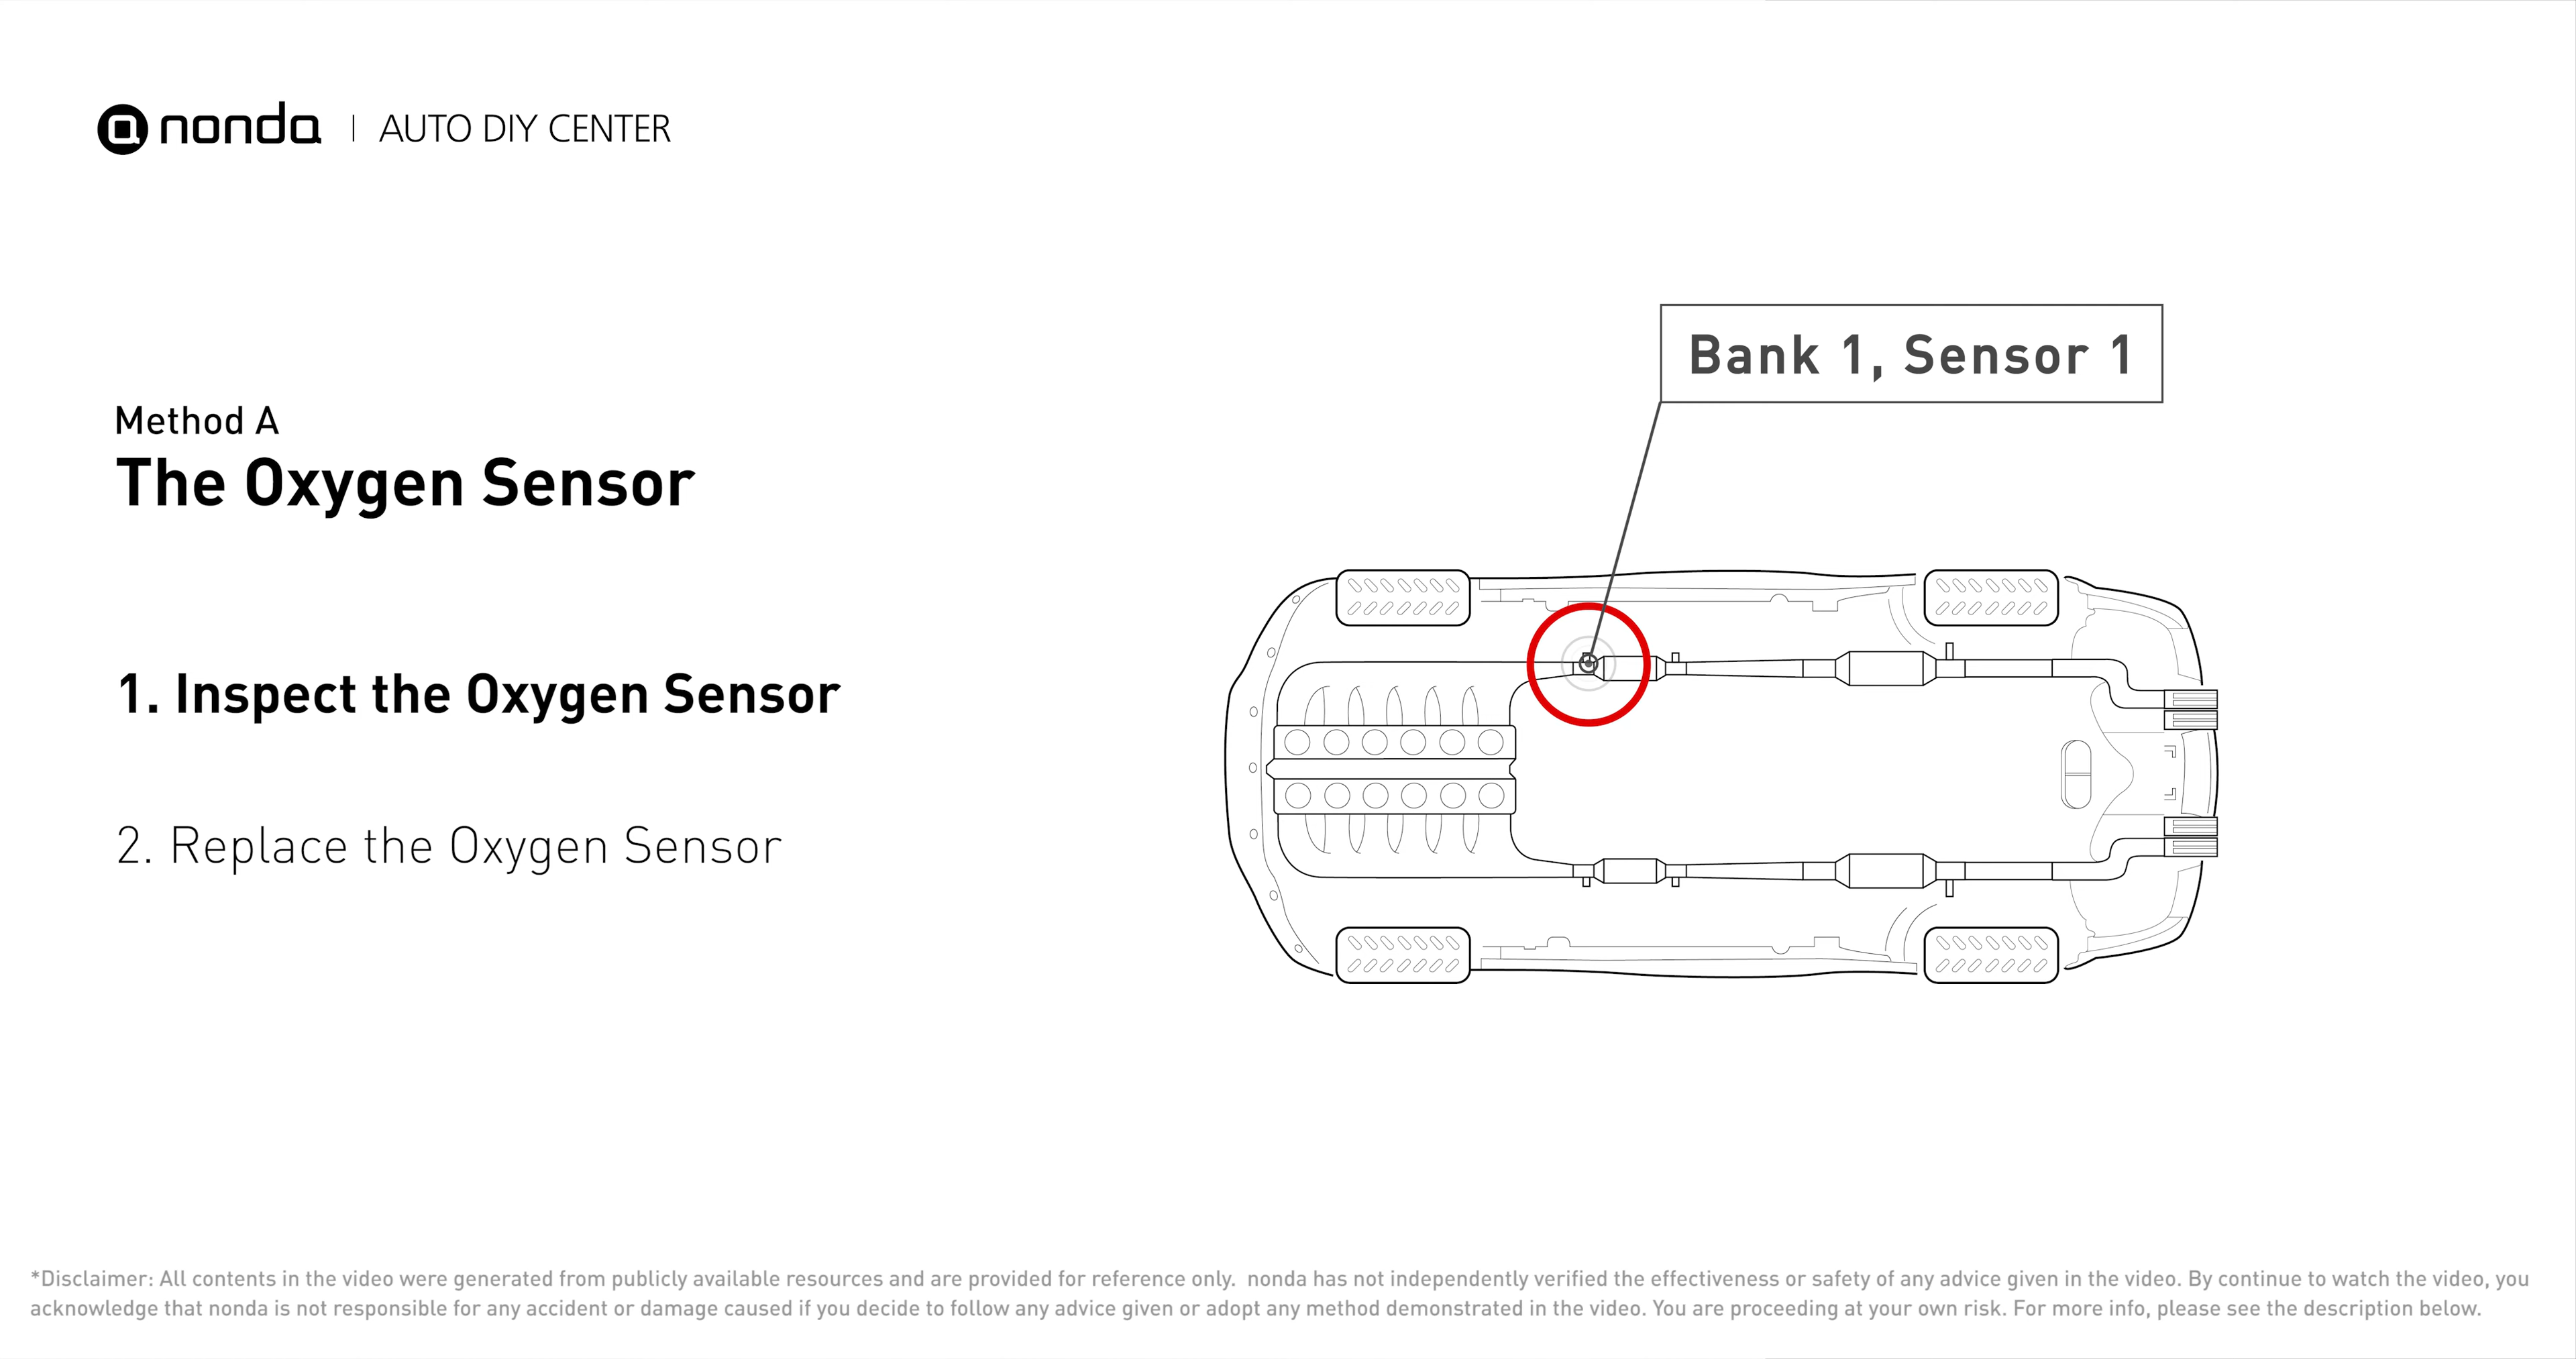 nonda | AUTO DIY CENTER
Bank 1, Sensor 1
Method A
The Oxygen Sensor
1. Inspect the Oxygen Sensor
2. Replace the Oxygen Sensor
*Disclaimer: All contents in the video were generated from publicly available resources and are provided for reference only. nonda has not independently verified the effectiveness or safety of any advice given in the video. By continue to watch the video, you
acknowledge that nonda is not responsible for any accident or damage caused if you decide to follow any advice given or adopt any method demonstrated in the video. You are proceeding at your own risk. For more info, please see the description below.